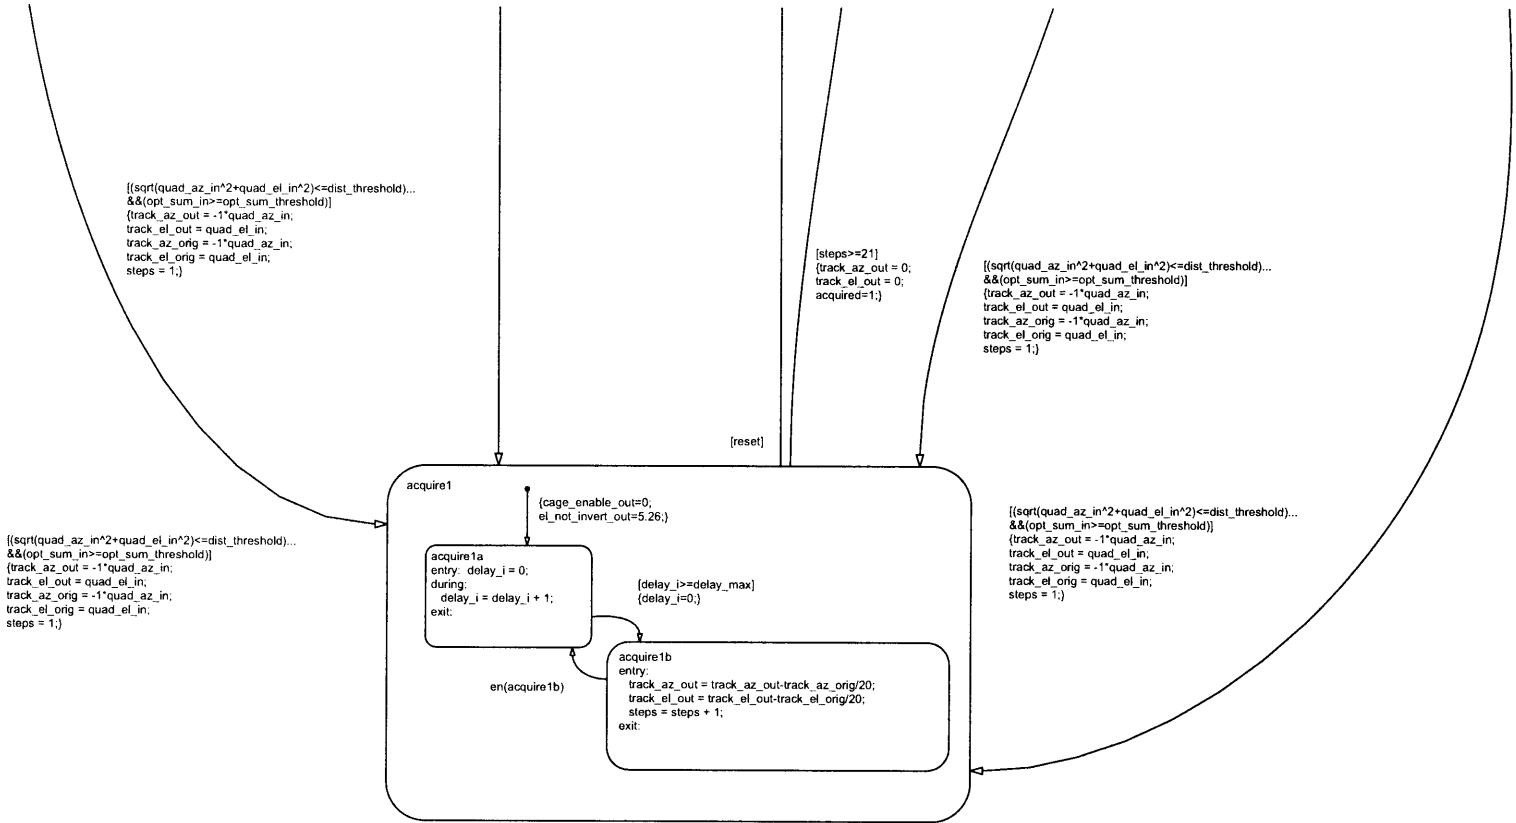 [(sqrt(quad_az_in^2+quad_el_in^2)<=dist_threshold)...
&&(opt_sum_in>=opt_sum_threshold)]
{track_az_out = -1*quad_az_in;
track_el_out = quad_el_in;
track_az_orig = -1*quad_az_in;
track_el_orig = quad_el_in;
steps = 1;}
[steps>=21]
{track_az_out = 0;
track_el_out = 0;
acquired=1;}
[(sqrt(quad_az_in^2+quad_el_in^2)<=dist_threshold)...
&&(opt_sum_in>=opt_sum_threshold)]
{track_az_out = -1*quad_az_in;
track_el_out = quad_el_in;
track_az_orig = -1*quad_az_in;
track_el_orig = quad_el_in;
steps = 1;}
[reset]
[(sqrt(quad_az_in^2+quad_el_in^2)<=dist_threshold)...
&&(opt_sum_in>=opt_sum_threshold)]
{track_az_out = -1*quad_az_in;
track_el_out = quad_el_in;
track_az_orig = -1*quad_az_in;
track_el_orig = quad_el_in;
steps = 1;}
acquire1
{cage_enable_out=0;
el_not_invert_out=5.26;}
acquire1a
entry: delay_i = 0;
during:
delay_i = delay_i + 1;
exit:
[delay_i>=delay_max]
{delay_i=0;}
en(acquire1b)
acquire1b
entry:
track_az_out = track_az_out-track_az_orig/20;
track_el_out = track_el_out-track_el_orig/20;
steps = steps + 1;
exit:
[(sqrt(quad_az_in^2+quad_el_in^2)<=dist_threshold)...
&&(opt_sum_in>=opt_sum_threshold)]
{track_az_out = -1*quad_az_in;
track_el_out = quad_el_in;
track_az_orig = -1*quad_az_in;
track_el_orig = quad_el_in;
steps = 1;}